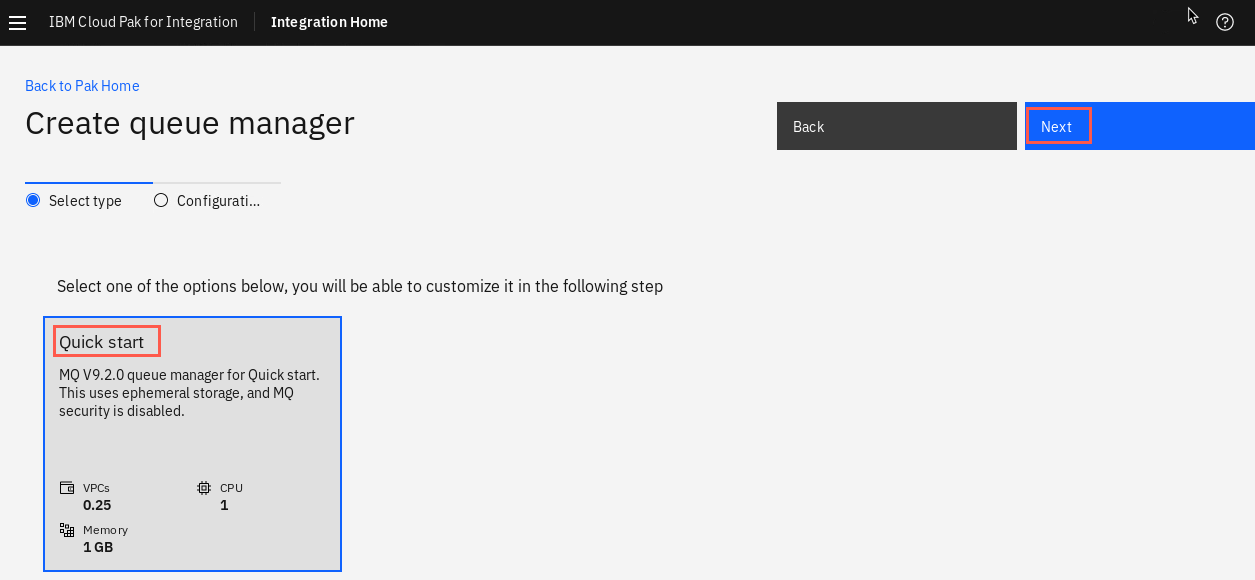 IBM Cloud Pak for Integration
Integration Home
Back to Pak Home
Create queue manager
Back
Next
Select type
Configurati...
Select one of the options below, you will be able to customize it in the following step
Quick start
MQ V9.2.0 queue manager for Quick start.
This uses ephemeral storage, and MQ
security is disabled.
VPCs
0.25
CPU
1
Memory
1 GB